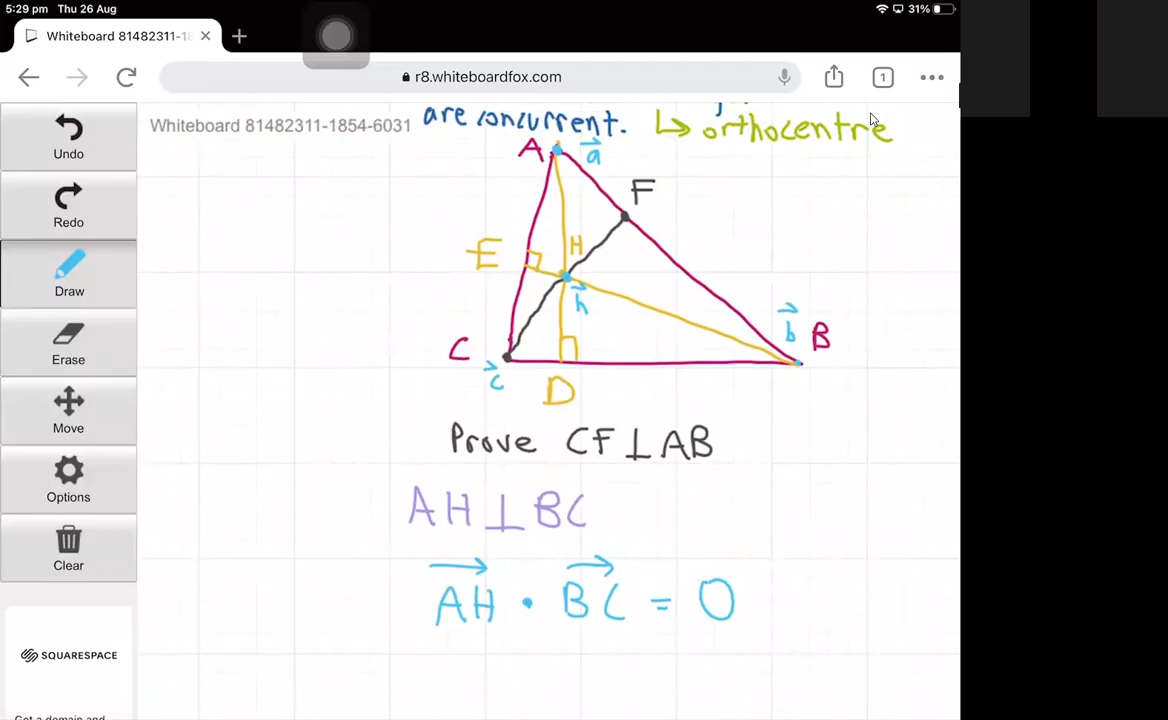 5:29 pm Thu 26 Aug 31%
Whiteboard 81482311-18
r8.whiteboardfox.com 1
Undo
Redo
Draw
Erase
Move
Options
Clear
SQUARESPACE
Whiteboard 81482311-1854-6031
are concurrent. ↳ orthocentre
A a⃗
F
E H
h⃗
b⃗ B
C
c⃗
D
Prove CF ⊥ AB
AH ⊥ BC
A͞H⃗ • B͞C⃗ = 0